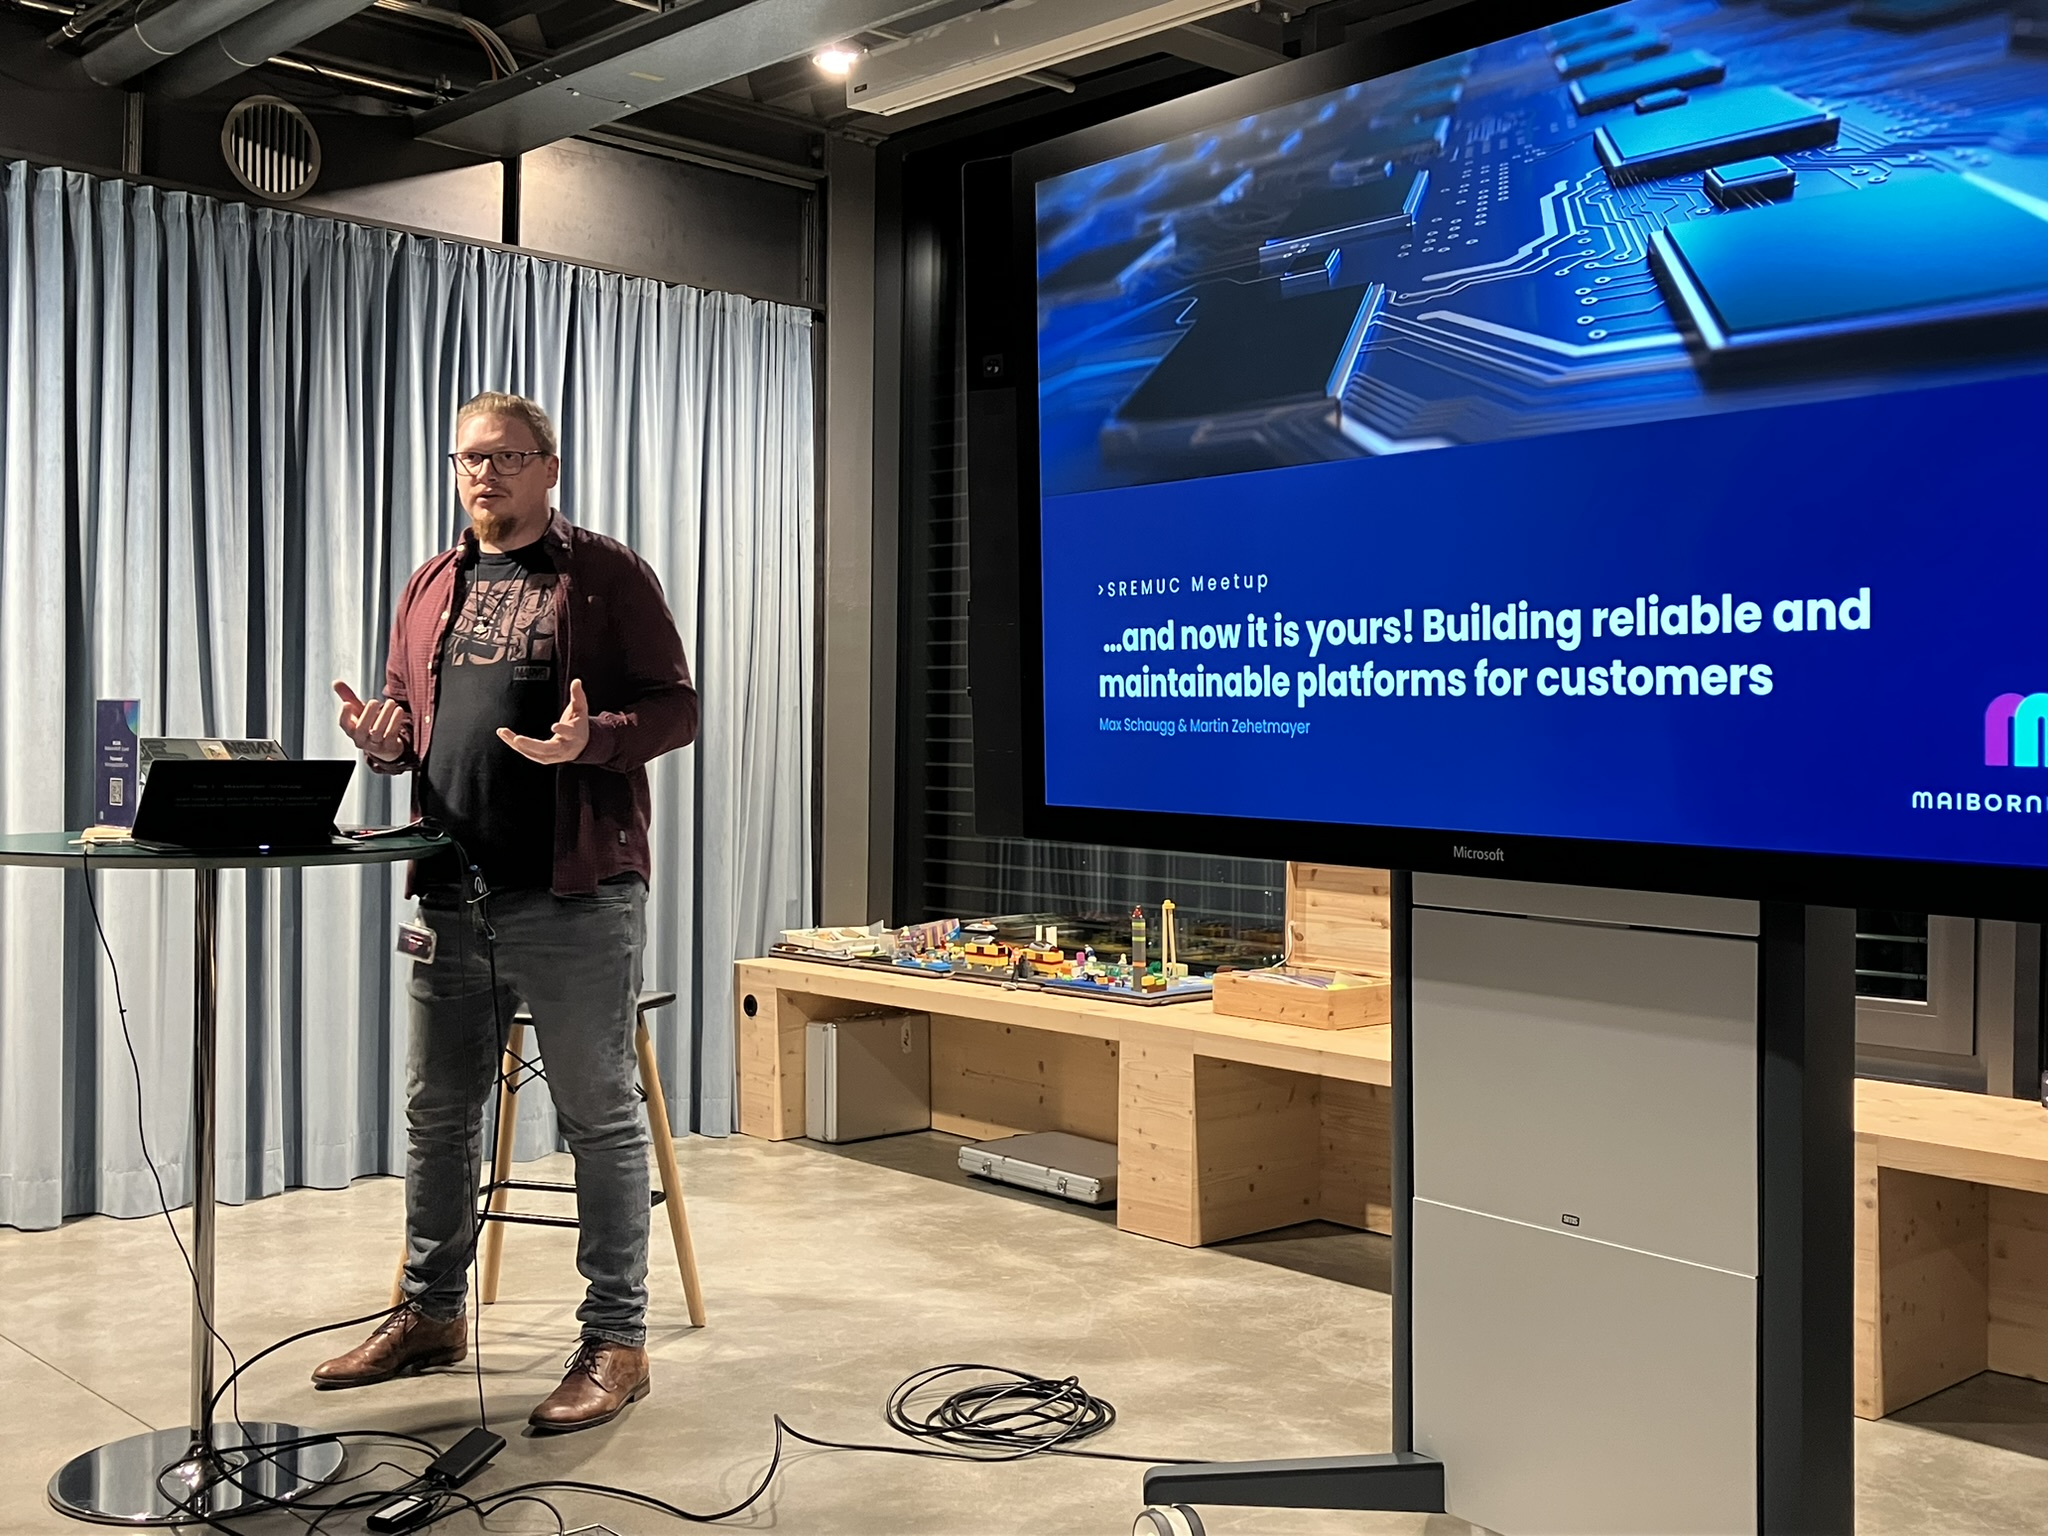 >SREMUC Meetup
...and now it is yours! Building reliable and
maintainable platforms for customers
Max Schaugg & Martin Zehetmayer
MAIBORN
Microsoft
NGINX